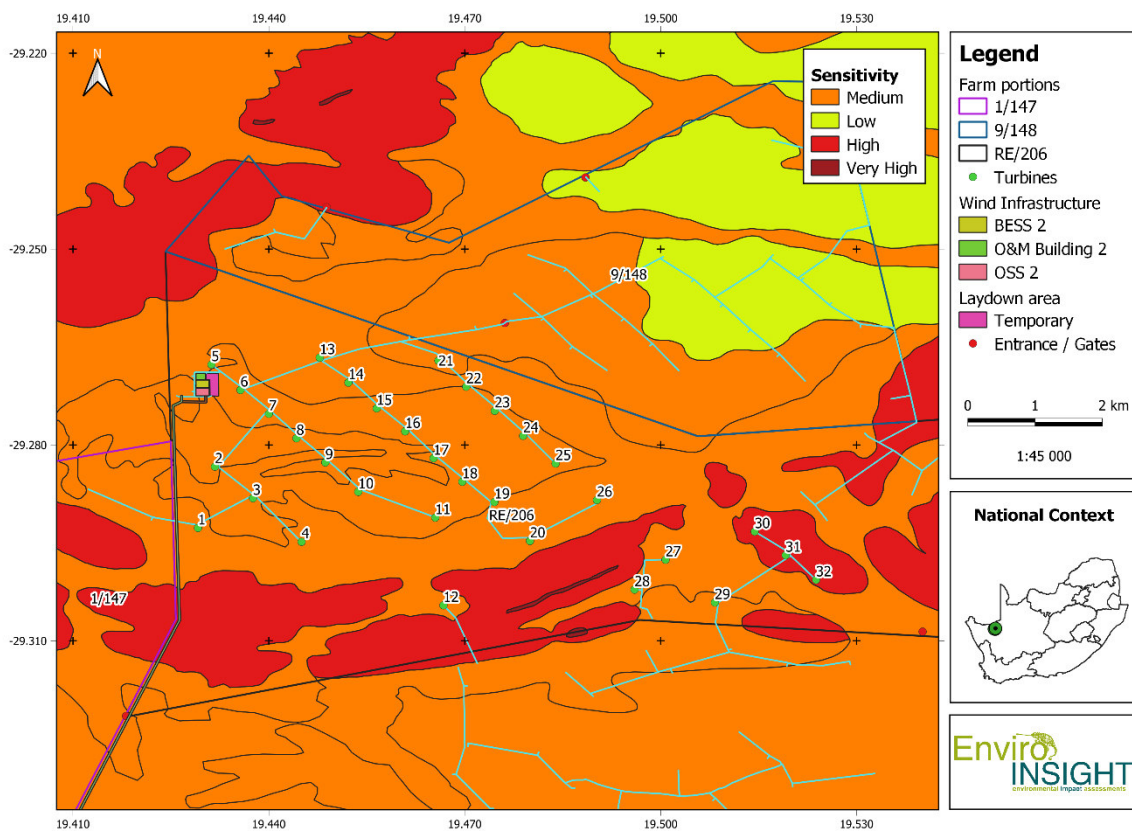 19.410 19.440 19.470 19.500 19.530
-29.220
-29.250
-29.280
-29.310
N
Sensitivity
Medium
Low
High
Very High
9/148
5
13
21
6
14
22
7
15
23
8
16
24
2
9
17
25
3
10
18
26
1
4
11
19
RE/206
20
30
31
27
32
28
29
12
1/147
19.410 19.440 19.470 19.500 19.530
Legend
Farm portions
1/147
9/148
RE/206
Turbines
Wind Infrastructure
BESS 2
O&M Building 2
OSS 2
Laydown area
Temporary
Entrance / Gates
0 1 2 km
1:45 000
National Context
Enviro
INSIGHT
environmental impact assessments